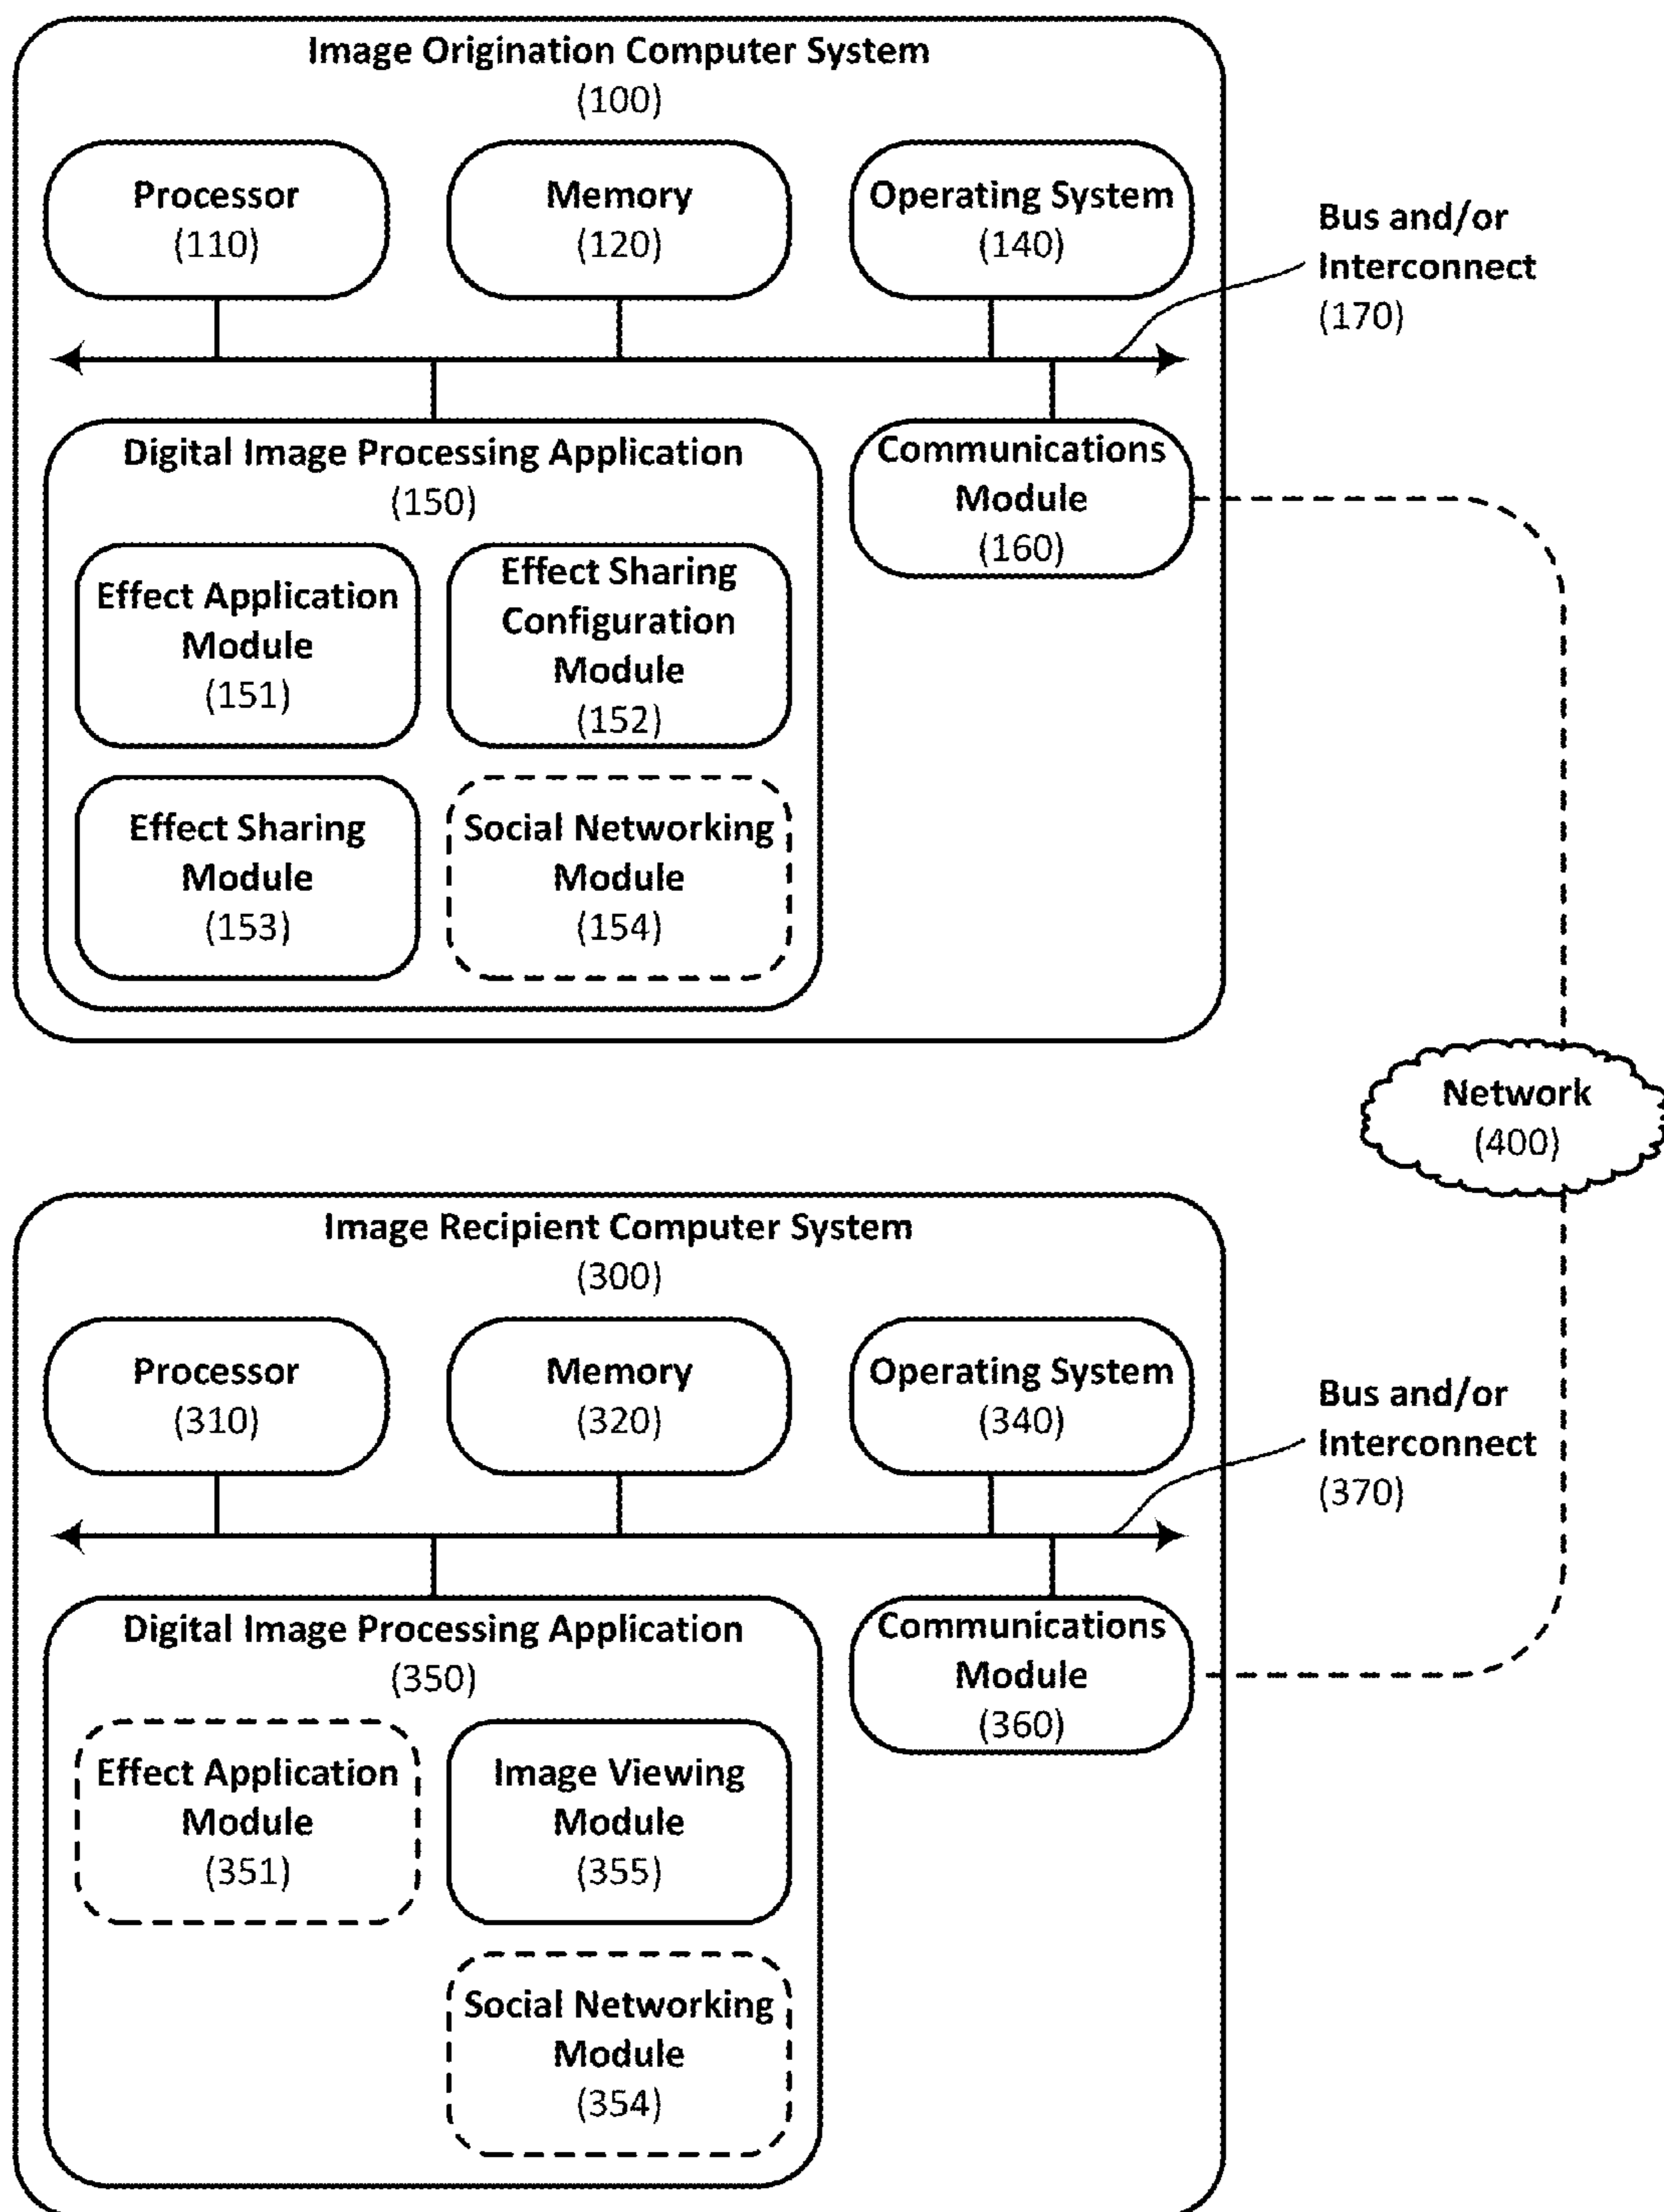 Image Origination Computer System
(100)
Processor
(110)
Memory
(120)
Operating System
(140)
Bus and/or
Interconnect
(170)
Digital Image Processing Application
(150)
Communications
Module
(160)
Effect Application
Module
(151)
Effect Sharing
Configuration
Module
(152)
Effect Sharing
Module
(153)
Social Networking
Module
(154)
Network
(400)
Image Recipient Computer System
(300)
Processor
(310)
Memory
(320)
Operating System
(340)
Bus and/or
Interconnect
(370)
Digital Image Processing Application
(350)
Communications
Module
(360)
Effect Application
Module
(351)
Image Viewing
Module
(355)
Social Networking
Module
(354)